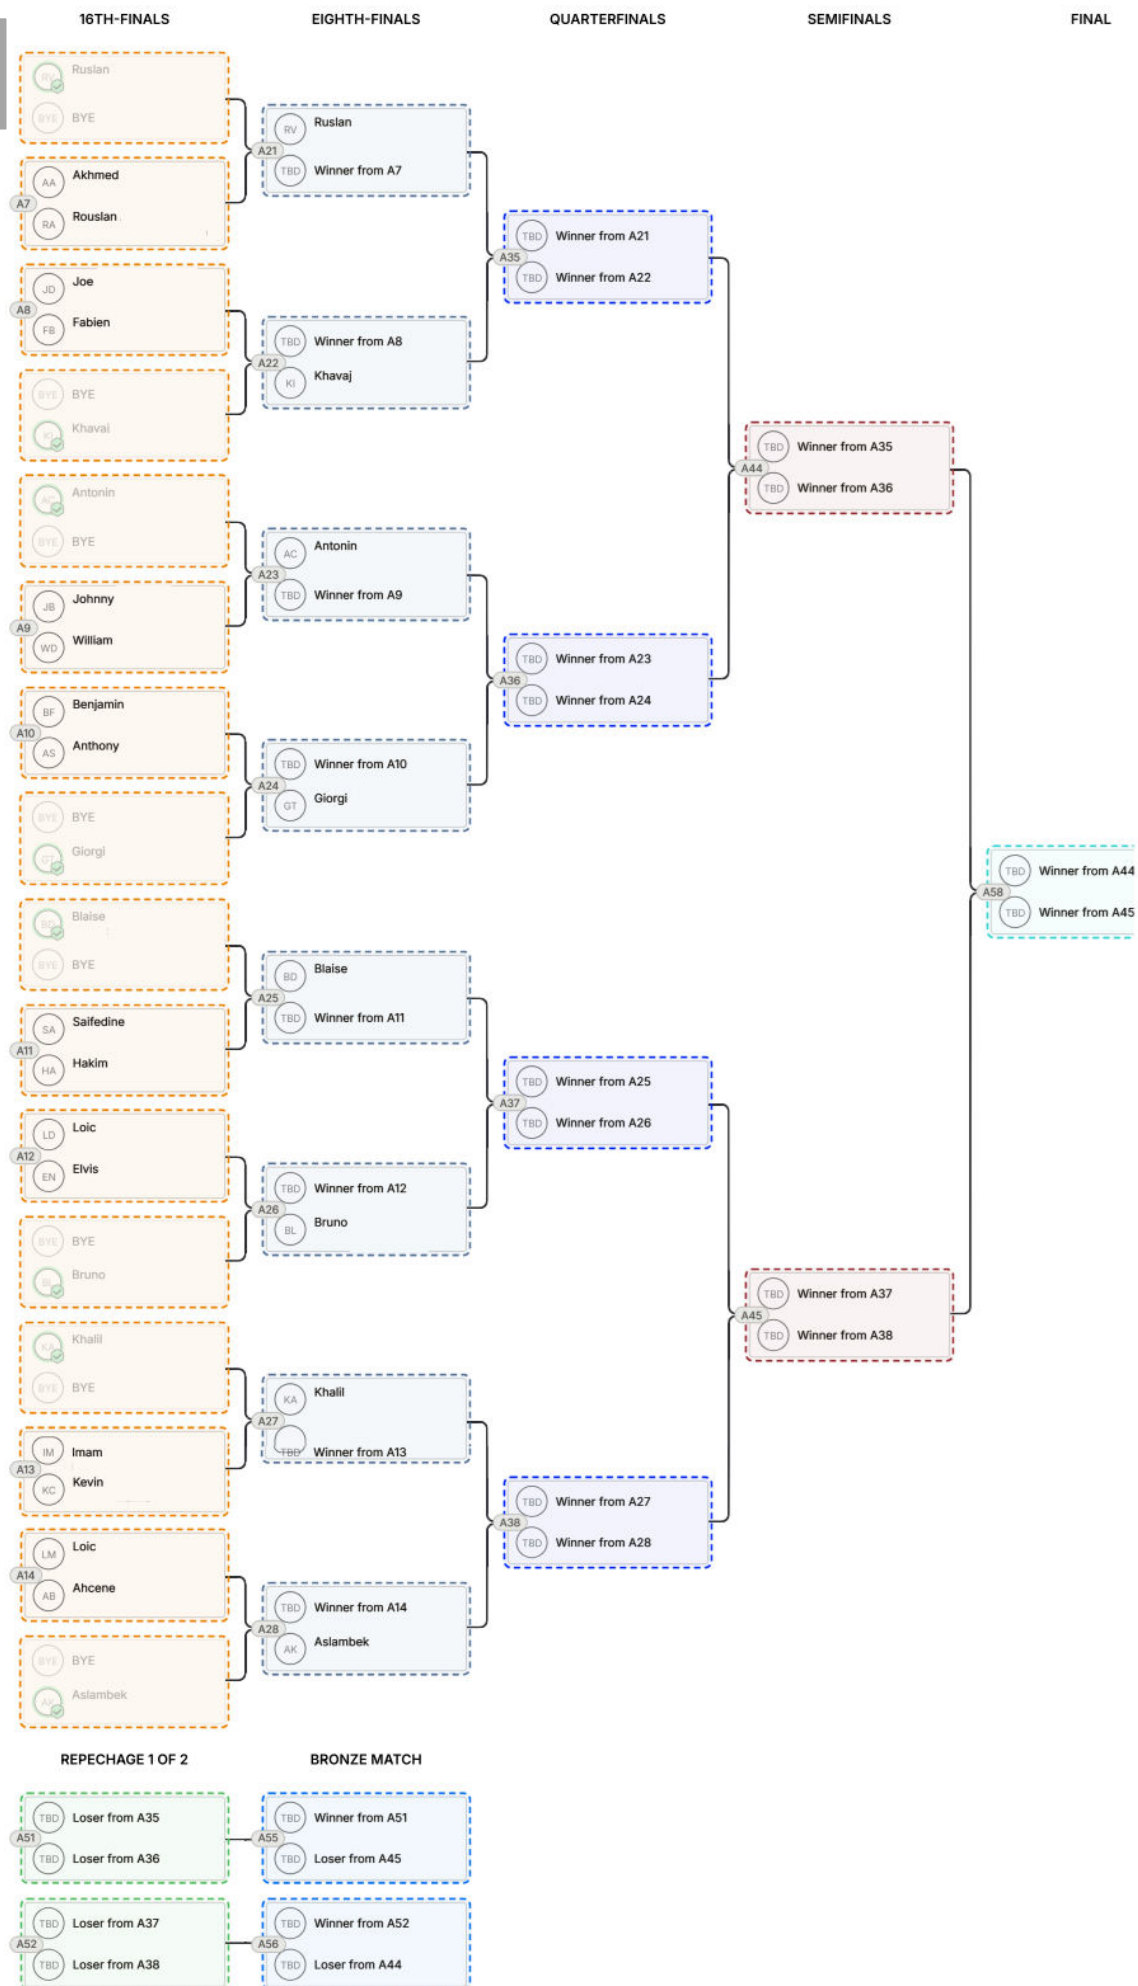 16TH-FINALS
EIGHTH-FINALS
QUARTERFINALS
SEMIFINALS
FINAL
RV
Ruslan
BYE
BYE
A7
AA
Akhmed
RA
Rouslan
A8
JD
Joe
FB
Fabien
BYE
BYE
KI
Khavaj
AC
Antonin
BYE
BYE
A9
JB
Johnny
WD
William
A10
BF
Benjamin
AS
Anthony
BYE
BYE
GT
Giorgi
BD
Blaise
BYE
BYE
A11
SA
Saifedine
HA
Hakim
A12
LD
Loic
EN
Elvis
BYE
BYE
BL
Bruno
KA
Khalil
BYE
BYE
A13
IM
Imam
KC
Kevin
A14
LM
Loic
AB
Ahcene
BYE
BYE
AK
Aslambek
A21
RV
Ruslan
TBD
Winner from A7
A22
TBD
Winner from A8
KI
Khavaj
A23
AC
Antonin
TBD
Winner from A9
A24
TBD
Winner from A10
GT
Giorgi
A25
BD
Blaise
TBD
Winner from A11
A26
TBD
Winner from A12
BL
Bruno
A27
KA
Khalil
TBD
Winner from A13
A28
TBD
Winner from A14
AK
Aslambek
A35
TBD
Winner from A21
TBD
Winner from A22
A36
TBD
Winner from A23
TBD
Winner from A24
A37
TBD
Winner from A25
TBD
Winner from A26
A38
TBD
Winner from A27
TBD
Winner from A28
A44
TBD
Winner from A35
TBD
Winner from A36
A45
TBD
Winner from A37
TBD
Winner from A38
A58
TBD
Winner from A44
TBD
Winner from A45
REPECHAGE 1 OF 2
BRONZE MATCH
A51
TBD
Loser from A35
TBD
Loser from A36
A55
TBD
Winner from A51
TBD
Loser from A45
A52
TBD
Loser from A37
TBD
Loser from A38
A56
TBD
Winner from A52
TBD
Loser from A44